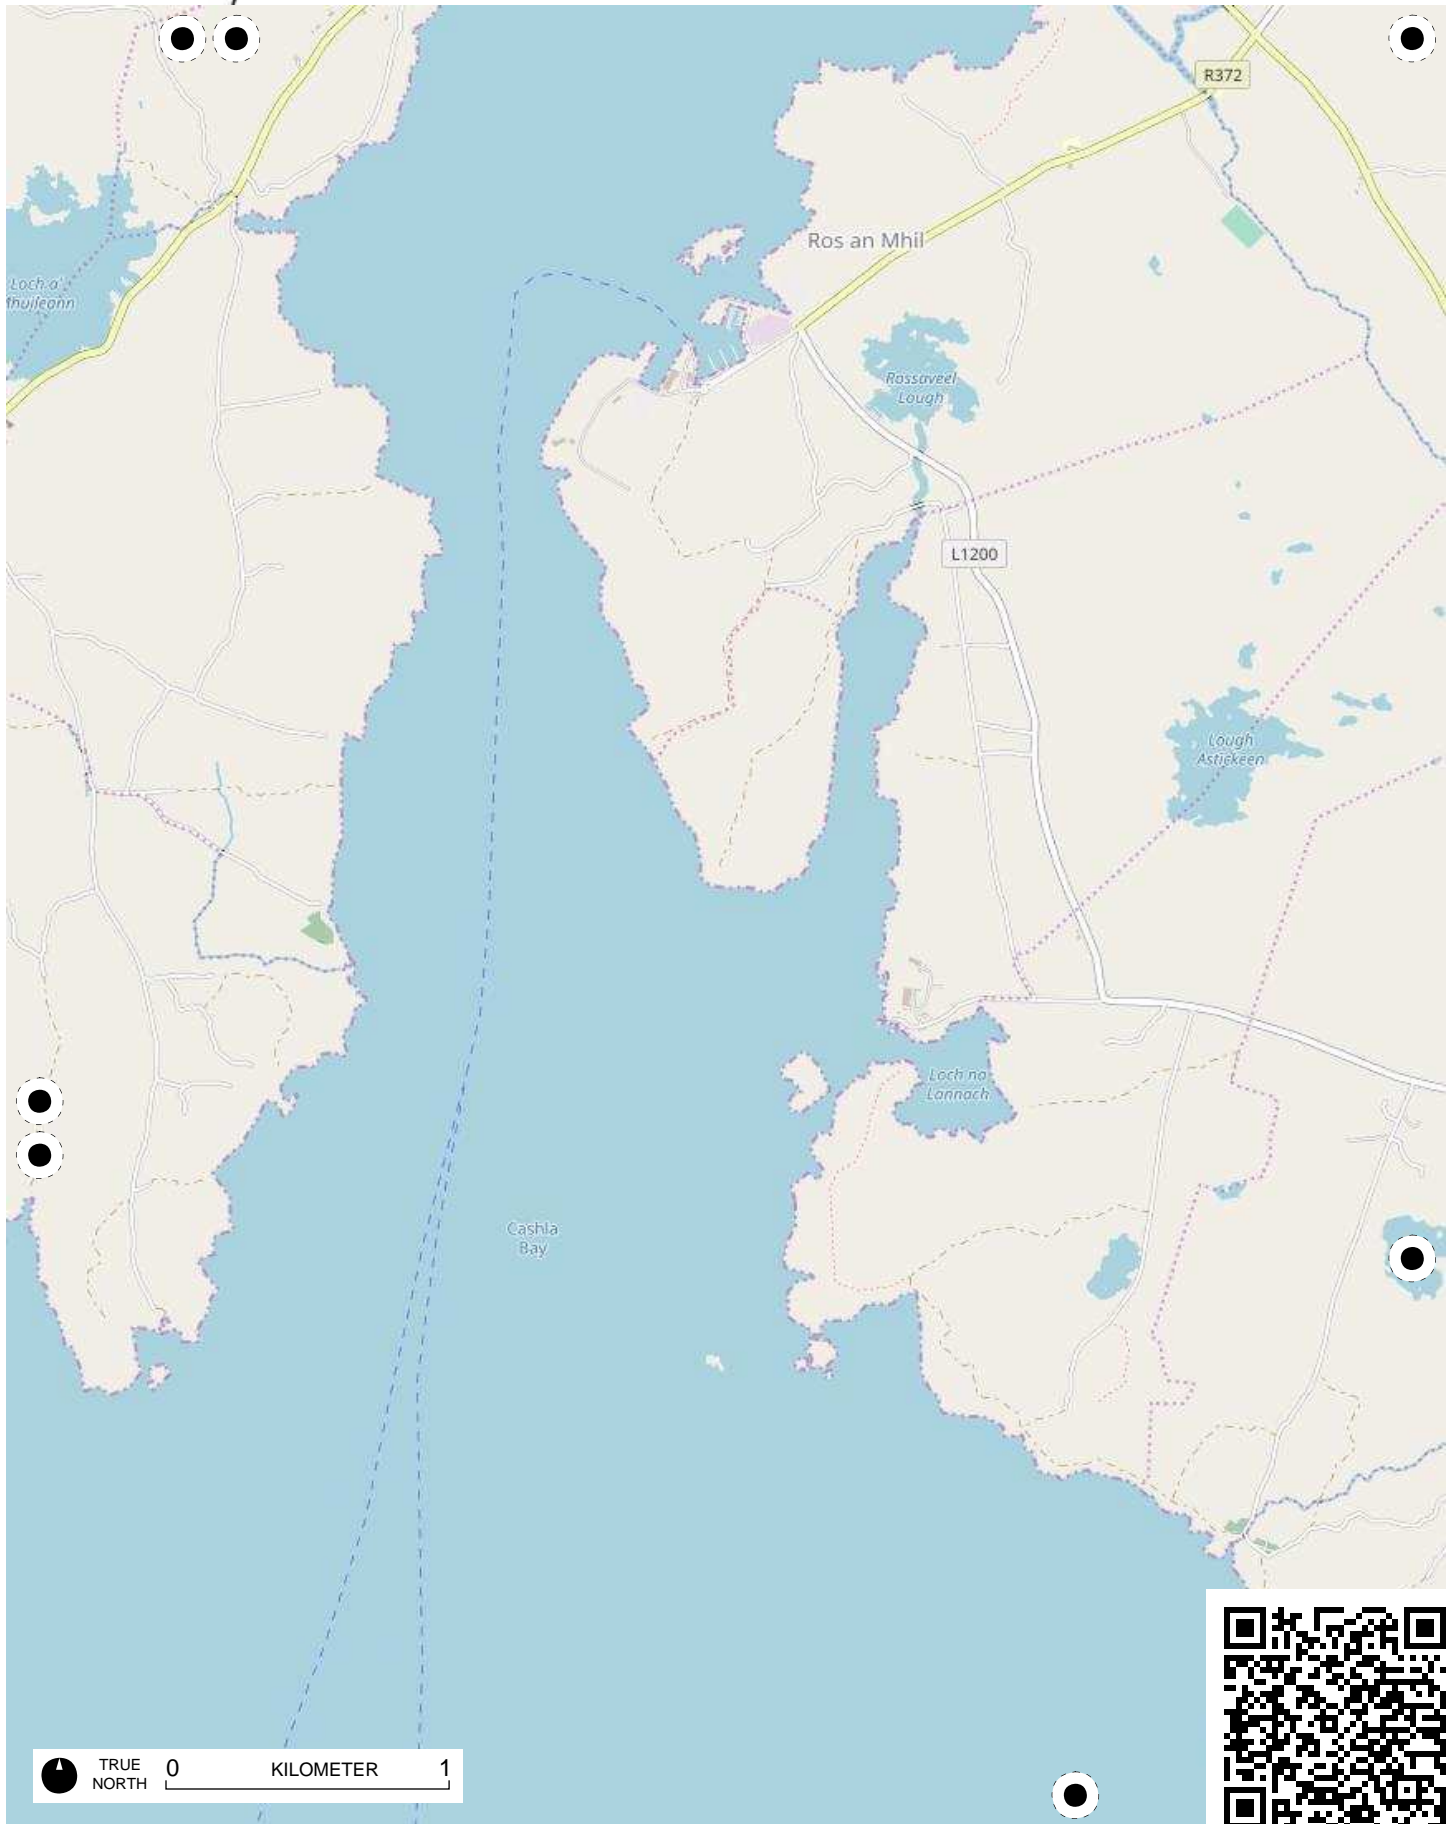 R372
Ros an Mhíl
Loch a'
Mhuileann
Rossaveel
Lough
L1200
Lough
Astickeen
Loch na
Lannach
Cashla
Bay
TRUE
NORTH
0
KILOMETER
1